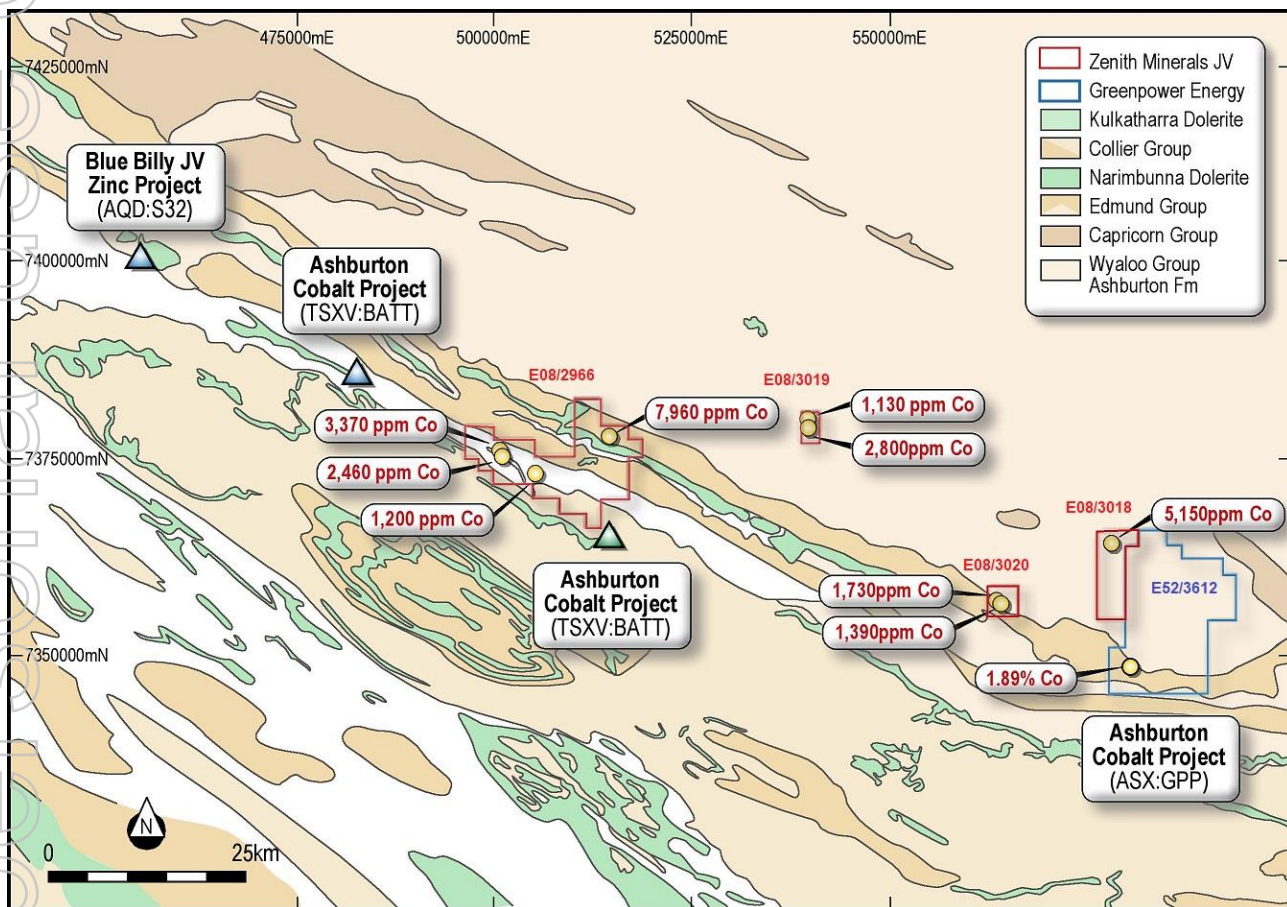 475000mE
500000mE
525000mE
550000mE
7425000mN
7400000mN
7375000mN
7350000mN
Zenith Minerals JV
Greenpower Energy
Kulkatharra Dolerite
Collier Group
Narimbunna Dolerite
Edmund Group
Capricorn Group
Wyaloo Group
Ashburton Fm
Blue Billy JV
Zinc Project
(AQD:S32)
Ashburton
Cobalt Project
(TSXV:BATT)
E08/2966
E08/3019
3,370 ppm Co
7,960 ppm Co
1,130 ppm Co
2,800ppm Co
2,460 ppm Co
1,200 ppm Co
E08/3018
5,150ppm Co
Ashburton
Cobalt Project
(TSXV:BATT)
E08/3020
1,730ppm Co
1,390ppm Co
E52/3612
1.89% Co
Ashburton
Cobalt Project
(ASX:GPP)
N
0
25km